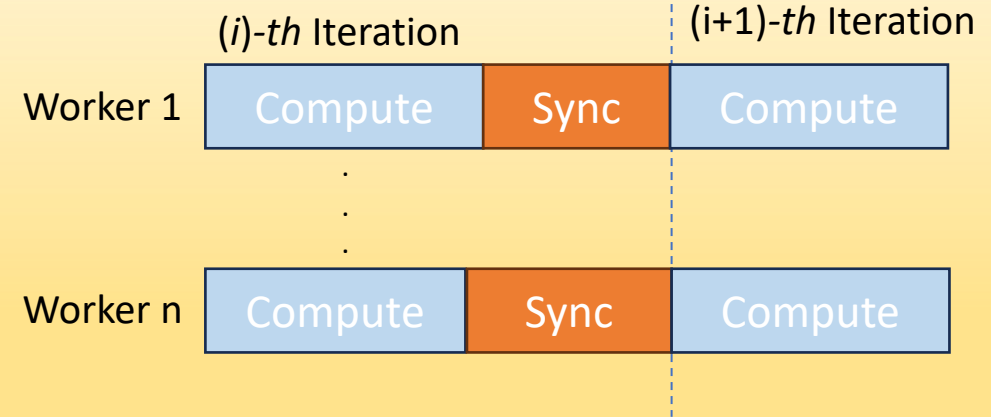 (i)-th Iteration
(i+1)-th Iteration
Worker 1
Compute
Sync
Compute
.
.
.
Worker n
Compute
Sync
Compute